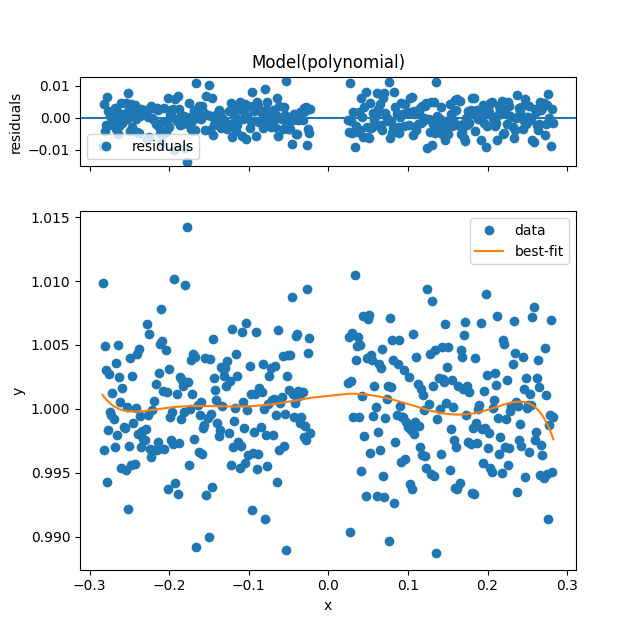 Model(polynomial)
0.01
0.00
−0.01
residuals
residuals
1.015
1.010
1.005
1.000
0.995
0.990
y
data
best-fit
−0.3
−0.2
−0.1
0.0
0.1
0.2
0.3
x